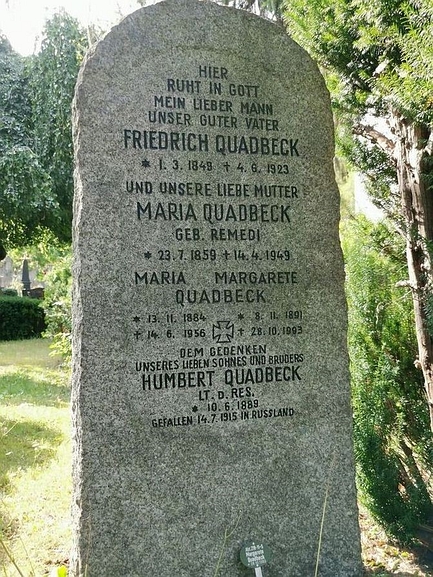 HIER
RUHT IN GOTT
MEIN LIEBER MANN
UNSER GUTER VATER
FRIEDRICH QUADBECK
* 1. 3. 1849 + 4. 6. 1923
UND UNSERE LIEBE MUTTER
MARIA QUADBECK
GEB. REMEDI
* 23. 7. 1859 + 14. 4. 1949
MARIA MARGARETE
QUADBECK
* 13. 11. 1884 * 8. 11. 1891
+ 14. 6. 1956 + 28. 10. 1993
DEM GEDENKEN
UNSERES LIEBEN SOHNES UND BRUDERS
HUMBERT QUADBECK
LT. D. RES.
* 10. 6. 1889
GEFALLEN 14. 7. 1915 IN RUSSLAND